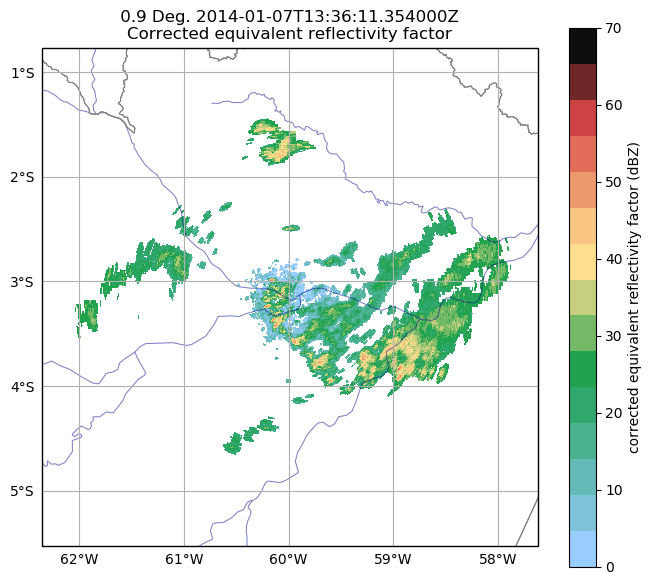 0.9 Deg. 2014-01-07T13:36:11.354000Z
Corrected equivalent reflectivity factor
1°S
2°S
3°S
4°S
5°S
62°W
61°W
60°W
59°W
58°W
70
60
50
40
30
20
10
0
corrected equivalent reflectivity factor (dBZ)